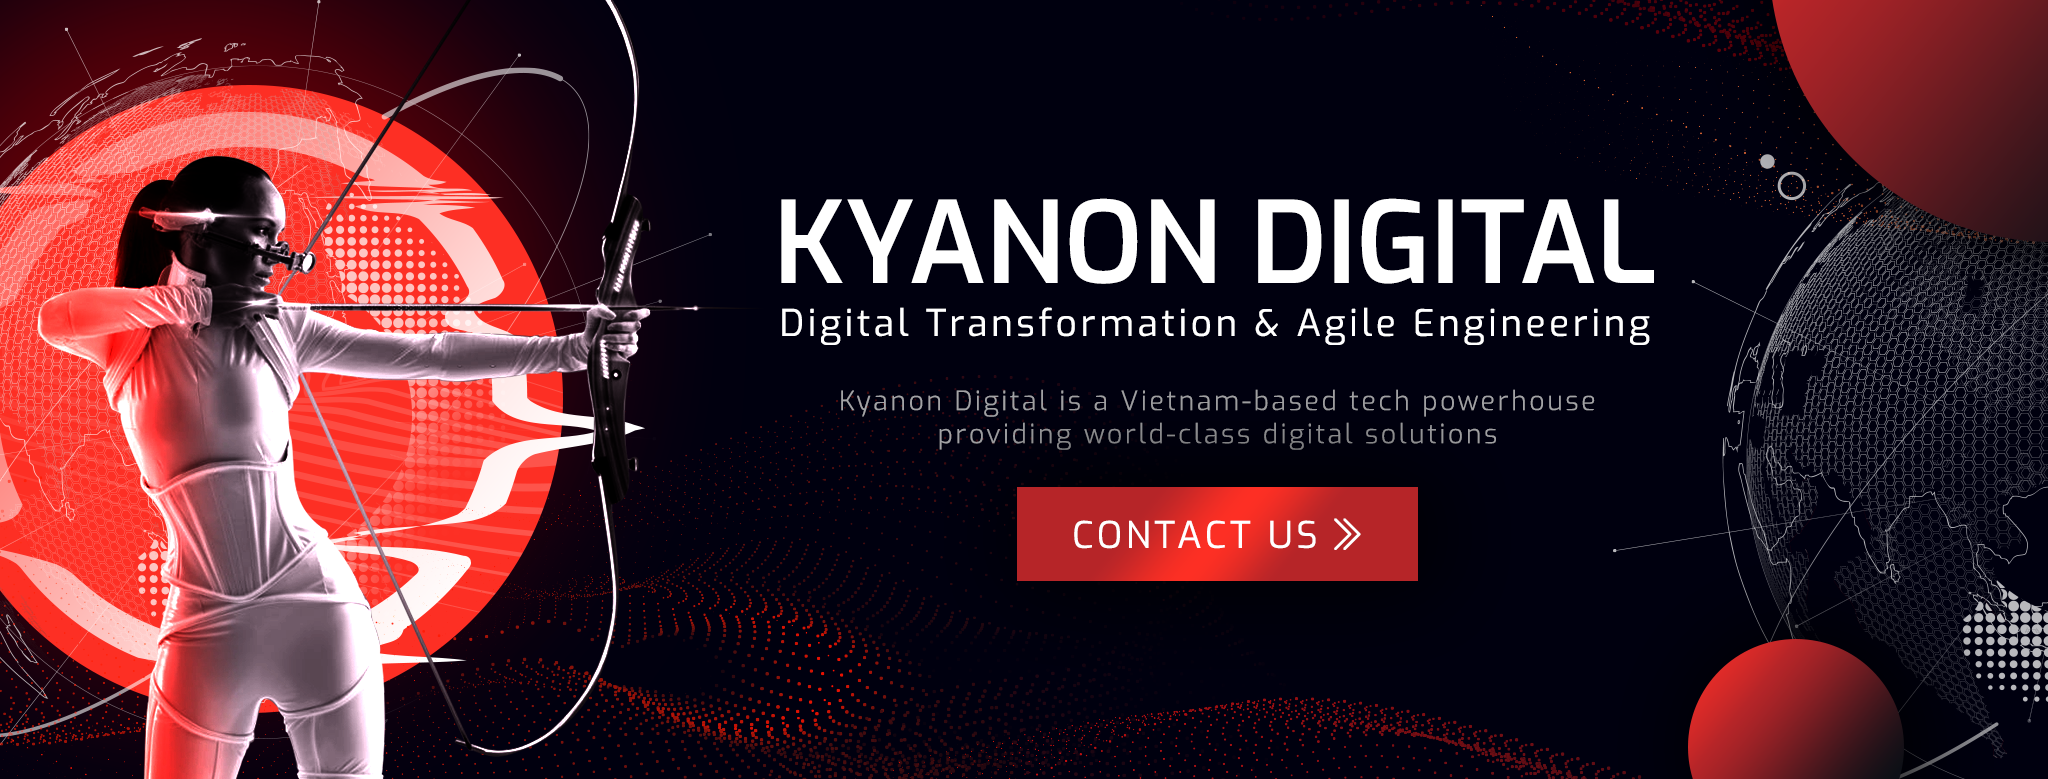 KYANON DIGITAL
Digital Transformation & Agile Engineering
Kyanon Digital is a Vietnam-based tech powerhouse
providing world-class digital solutions
CONTACT US